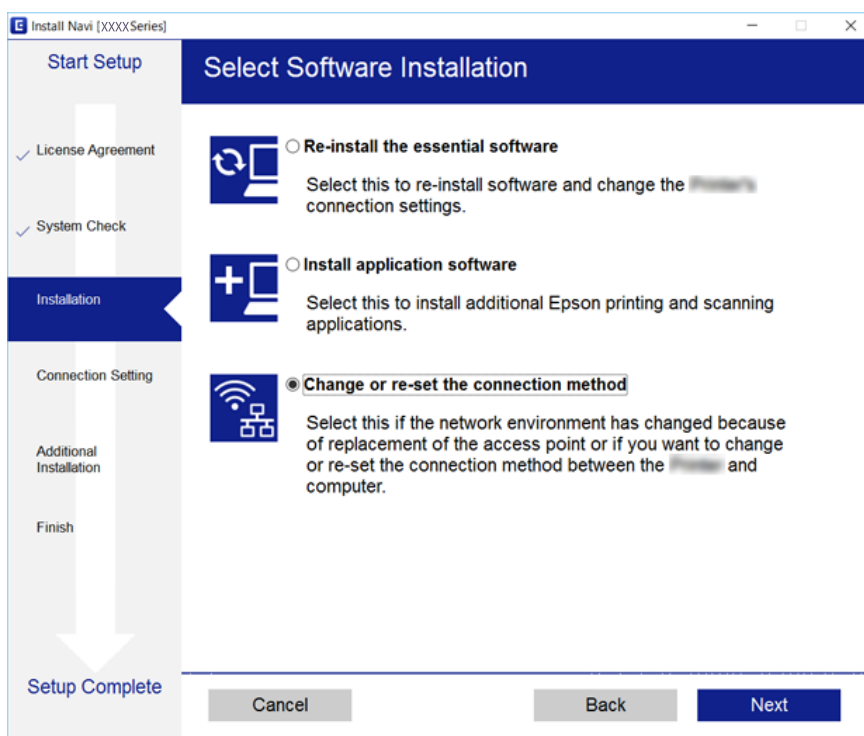 Install Navi [XXXXSeries]
Start Setup
License Agreement
System Check
Installation
Connection Setting
Additional
Installation
Finish
Setup Complete
Select Software Installation
Re-install the essential software
Select this to re-install software and change the
connection settings.
Install application software
Select this to install additional Epson printing and scanning
applications.
Change or re-set the connection method
Select this if the network environment has changed because
of replacement of the access point or if you want to change
or re-set the connection method between the and
computer.
Cancel
Back
Next